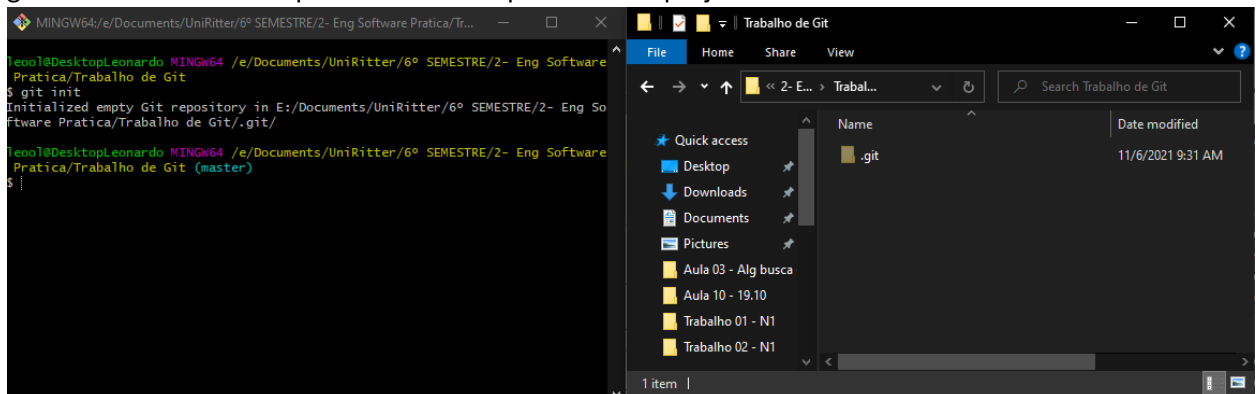 MINGW64:/e/Documents/UniRitter/6º SEMESTRE/2- Eng Software Pratica/Tr...
leool@DesktopLeonardo MINGW64 /e/Documents/UniRitter/6º SEMESTRE/2- Eng Software
Pratica/Trabalho de Git
$ git init
Initialized empty Git repository in E:/Documents/UniRitter/6º SEMESTRE/2- Eng So
ftware Pratica/Trabalho de Git/.git/
leool@DesktopLeonardo MINGW64 /e/Documents/UniRitter/6º SEMESTRE/2- Eng Software
Pratica/Trabalho de Git (master)
$
Trabalho de Git
File Home Share View
« 2- E... › Trabal... Search Trabalho de Git
Name Date modified
Quick access
.git 11/6/2021 9:31 AM
Desktop
Downloads
Documents
Pictures
Aula 03 - Alg busca
Aula 10 - 19.10
Trabalho 01 - N1
Trabalho 02 - N1
1 item